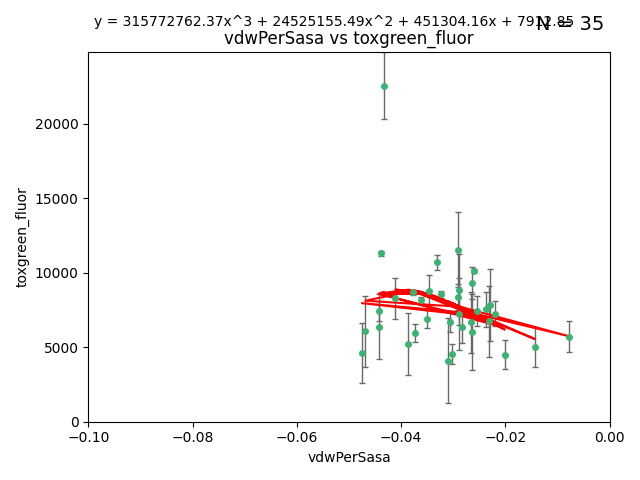 y = 315772762.37x^3 + 24525155.49x^2 + 451304.16x + 7912.85
N = 35
vdwPerSasa vs toxgreen_fluor
20000
15000
10000
5000
0
toxgreen_fluor
−0.10 −0.08 −0.06 −0.04 −0.02 0.00
vdwPerSasa